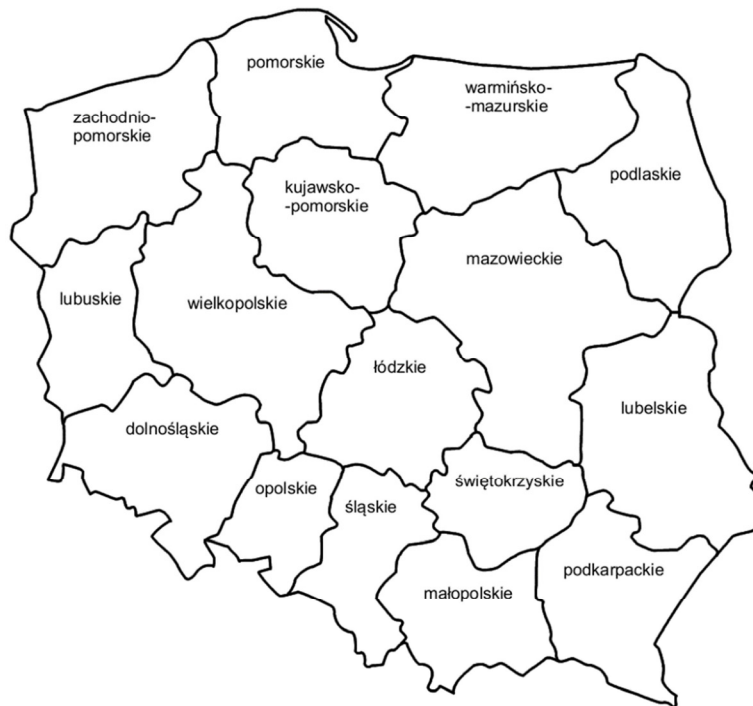 pomorskie
warmińsko-
-mazurskie
zachodnio-
pomorskie
podlaskie
kujawsko-
-pomorskie
mazowieckie
lubuskie
wielkopolskie
łódzkie
lubelskie
dolnośląskie
opolskie
śląskie
świętokrzyskie
podkarpackie
małopolskie